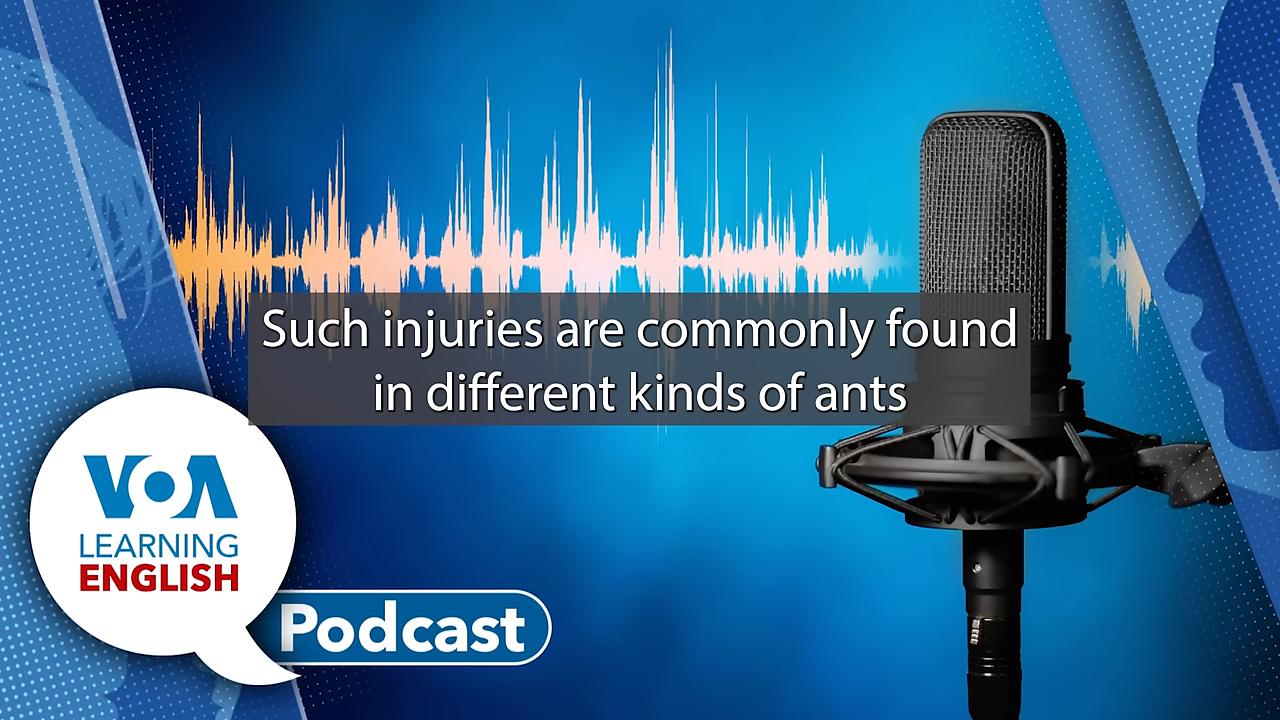 Such injuries are commonly found
in different kinds of ants
VOA
LEARNING
ENGLISH
Podcast